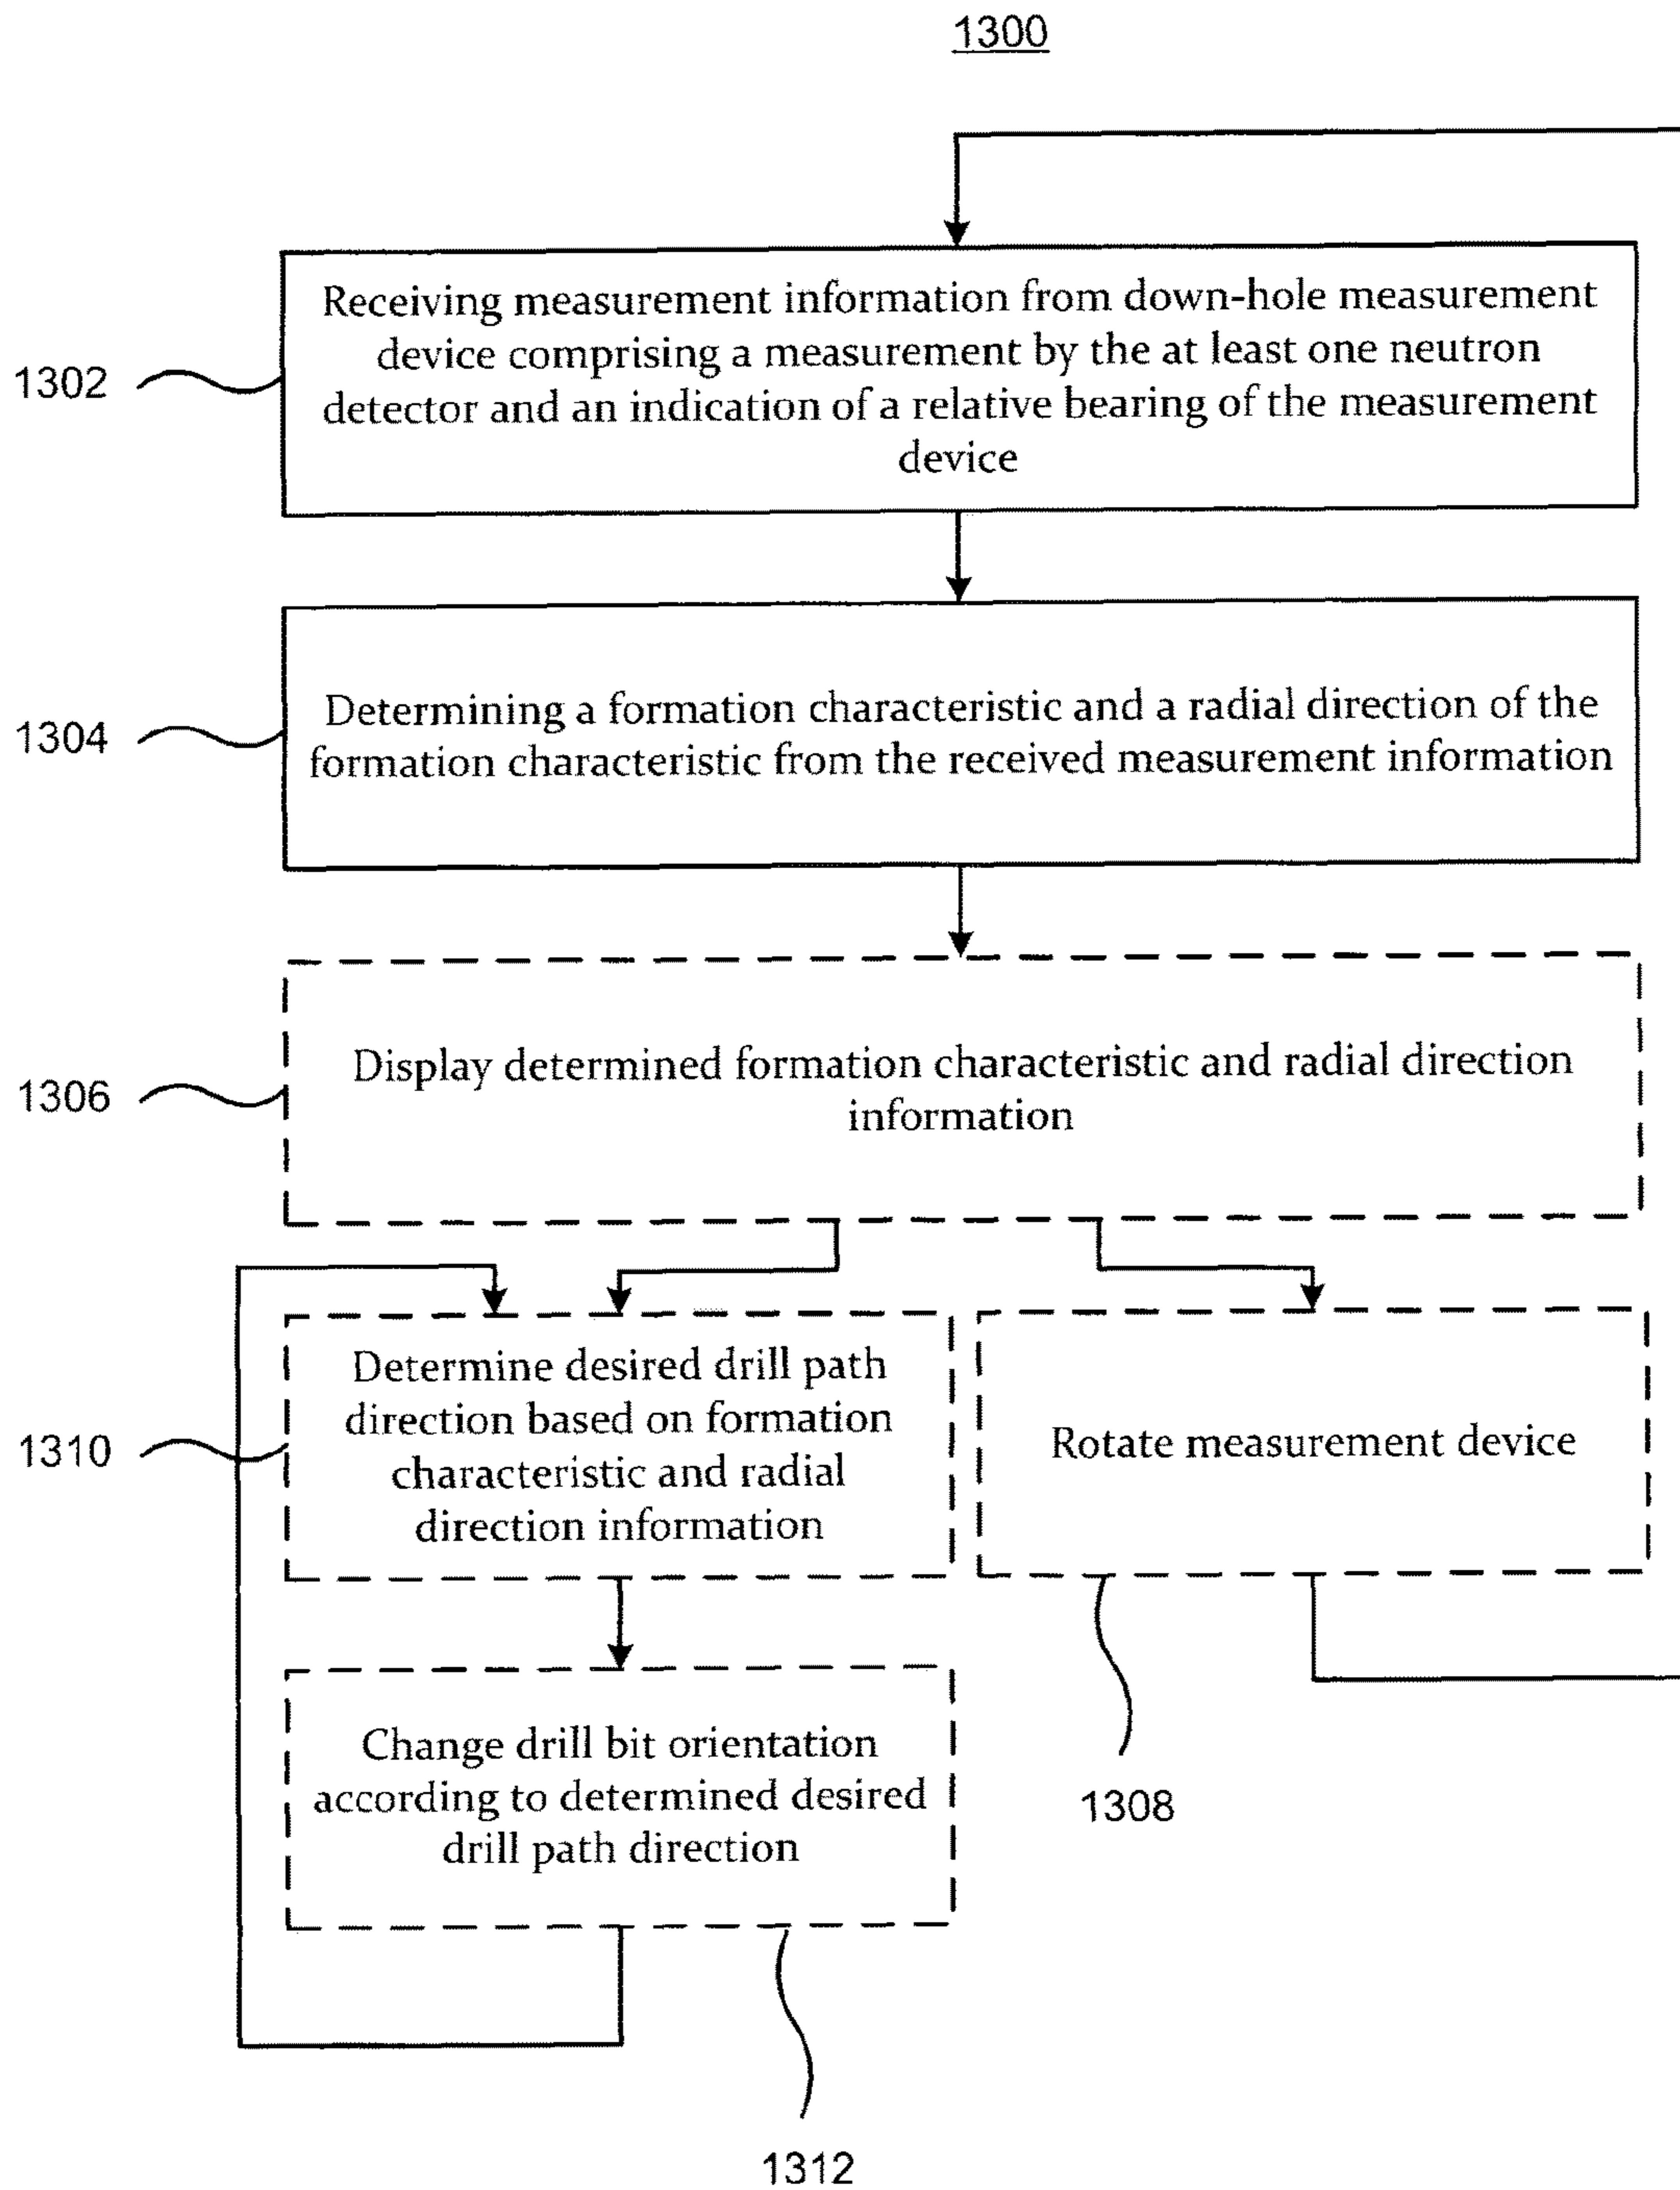 1300
Receiving measurement information from down-hole measurement
device comprising a measurement by the at least one neutron
detector and an indication of a relative bearing of the measurement
device
1302
Determining a formation characteristic and a radial direction of the
formation characteristic from the received measurement information
1304
Display determined formation characteristic and radial direction
information
1306
Determine desired drill path
direction based on formation
characteristic and radial
direction information
1310
Rotate measurement device
1308
Change drill bit orientation
according to determined desired
drill path direction
1312